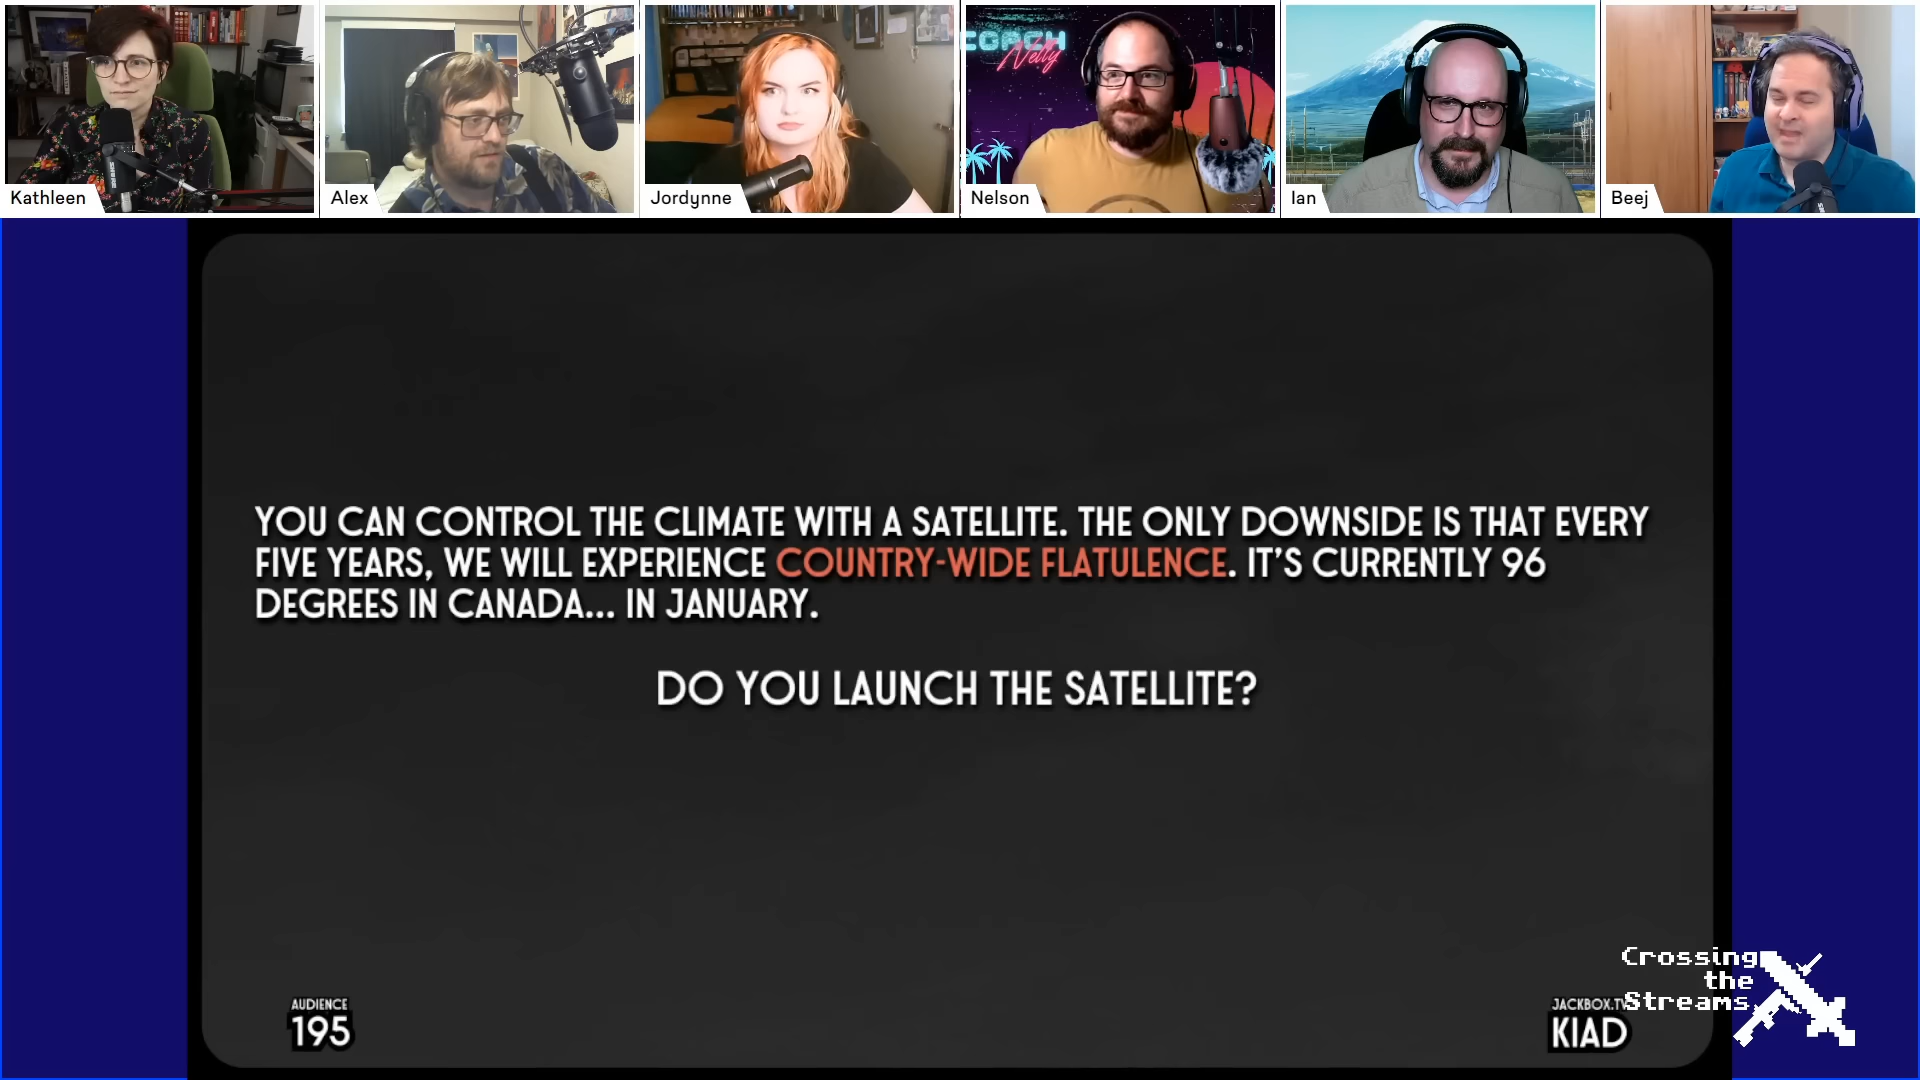 COACH
Nelly
Kathleen
Alex
Jordynne
Nelson
Ian
Beej
YOU CAN CONTROL THE CLIMATE WITH A SATELLITE. THE ONLY DOWNSIDE IS THAT EVERY
FIVE YEARS, WE WILL EXPERIENCE COUNTRY-WIDE FLATULENCE. IT'S CURRENTLY 96
DEGREES IN CANADA... IN JANUARY.
DO YOU LAUNCH THE SATELLITE?
AUDIENCE
195
JACKBOX.TV
KIAD
Crossing
the
Streams